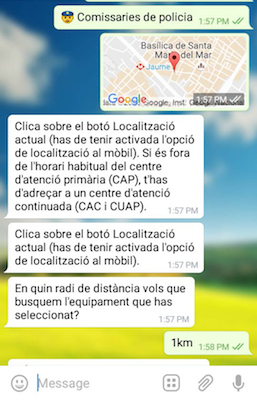 Comissaries de policia
1:57 PM
Basílica de Santa
Mar del Mar
Jaume
Google
1:57 PM
Clica sobre el botó Localització
actual (has de tenir activada l'opció
de localització al mòbil). Si és fora
de l'horari habitual del centre
d'atenció primària (CAP), t'has
d'adreçar a un centre d'atenció
continuada (CAC i CUAP).
1:57 PM
Clica sobre el botó Localització
actual (has de tenir activada l'opció
de localització al mòbil).
1:57 PM
En quin radi de distància vols que
busquem l'equipament que has
seleccionat?
1:57 PM
1km
1:58 PM
Message